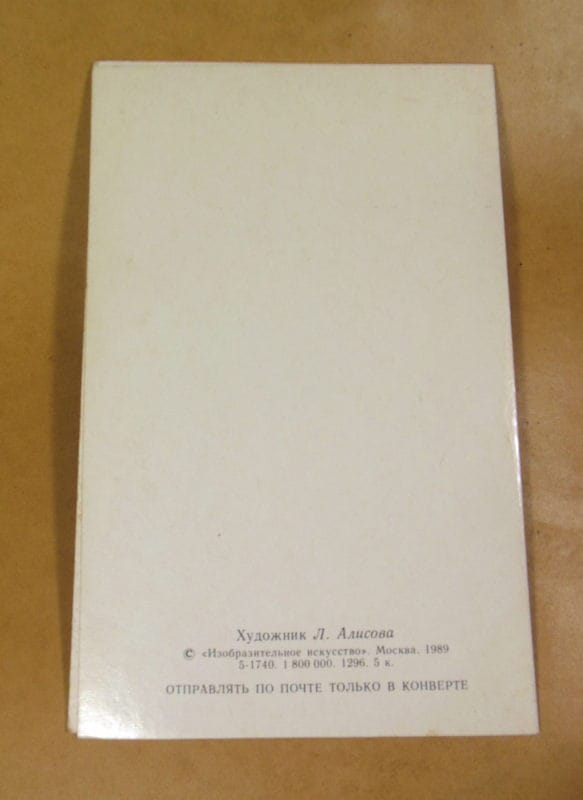 Художник Л. Алисова
© «Изобразительное искусство». Москва. 1989
5-1740. 1 800 000. 1296. 5 к.
ОТПРАВЛЯТЬ ПО ПОЧТЕ ТОЛЬКО В КОНВЕРТЕ